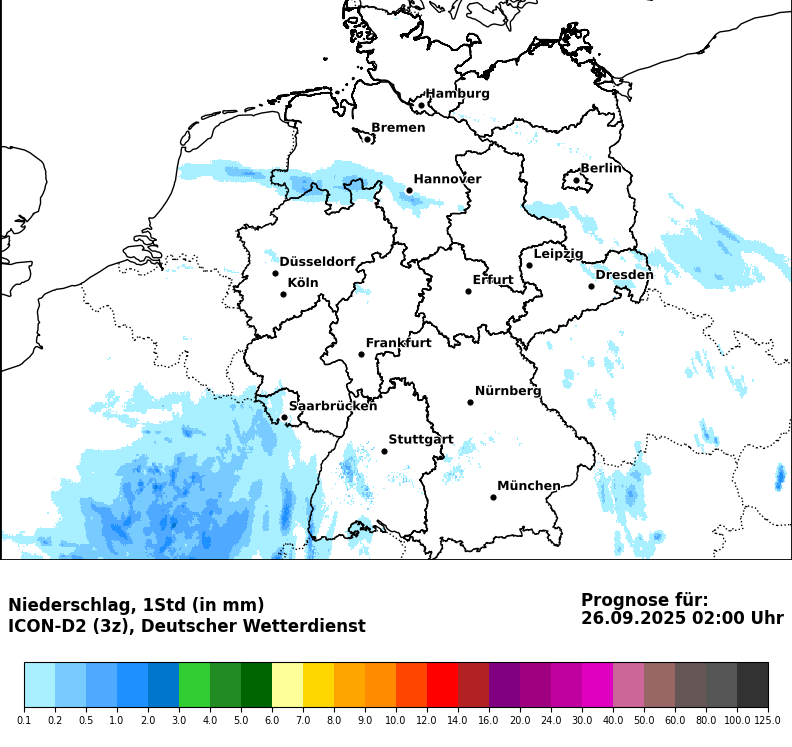 Hamburg
Bremen
Berlin
Hannover
Leipzig
Düsseldorf
Dresden
Köln
Erfurt
Frankfurt
Nürnberg
Saarbrücken
Stuttgart
München
Niederschlag, 1Std (in mm)
ICON-D2 (3z), Deutscher Wetterdienst
Prognose für:
26.09.2025 02:00 Uhr
0.1 0.2 0.5 1.0 2.0 3.0 4.0 5.0 6.0 7.0 8.0 9.0 10.0 12.0 14.0 16.0 20.0 24.0 30.0 40.0 50.0 60.0 80.0 100.0 125.0